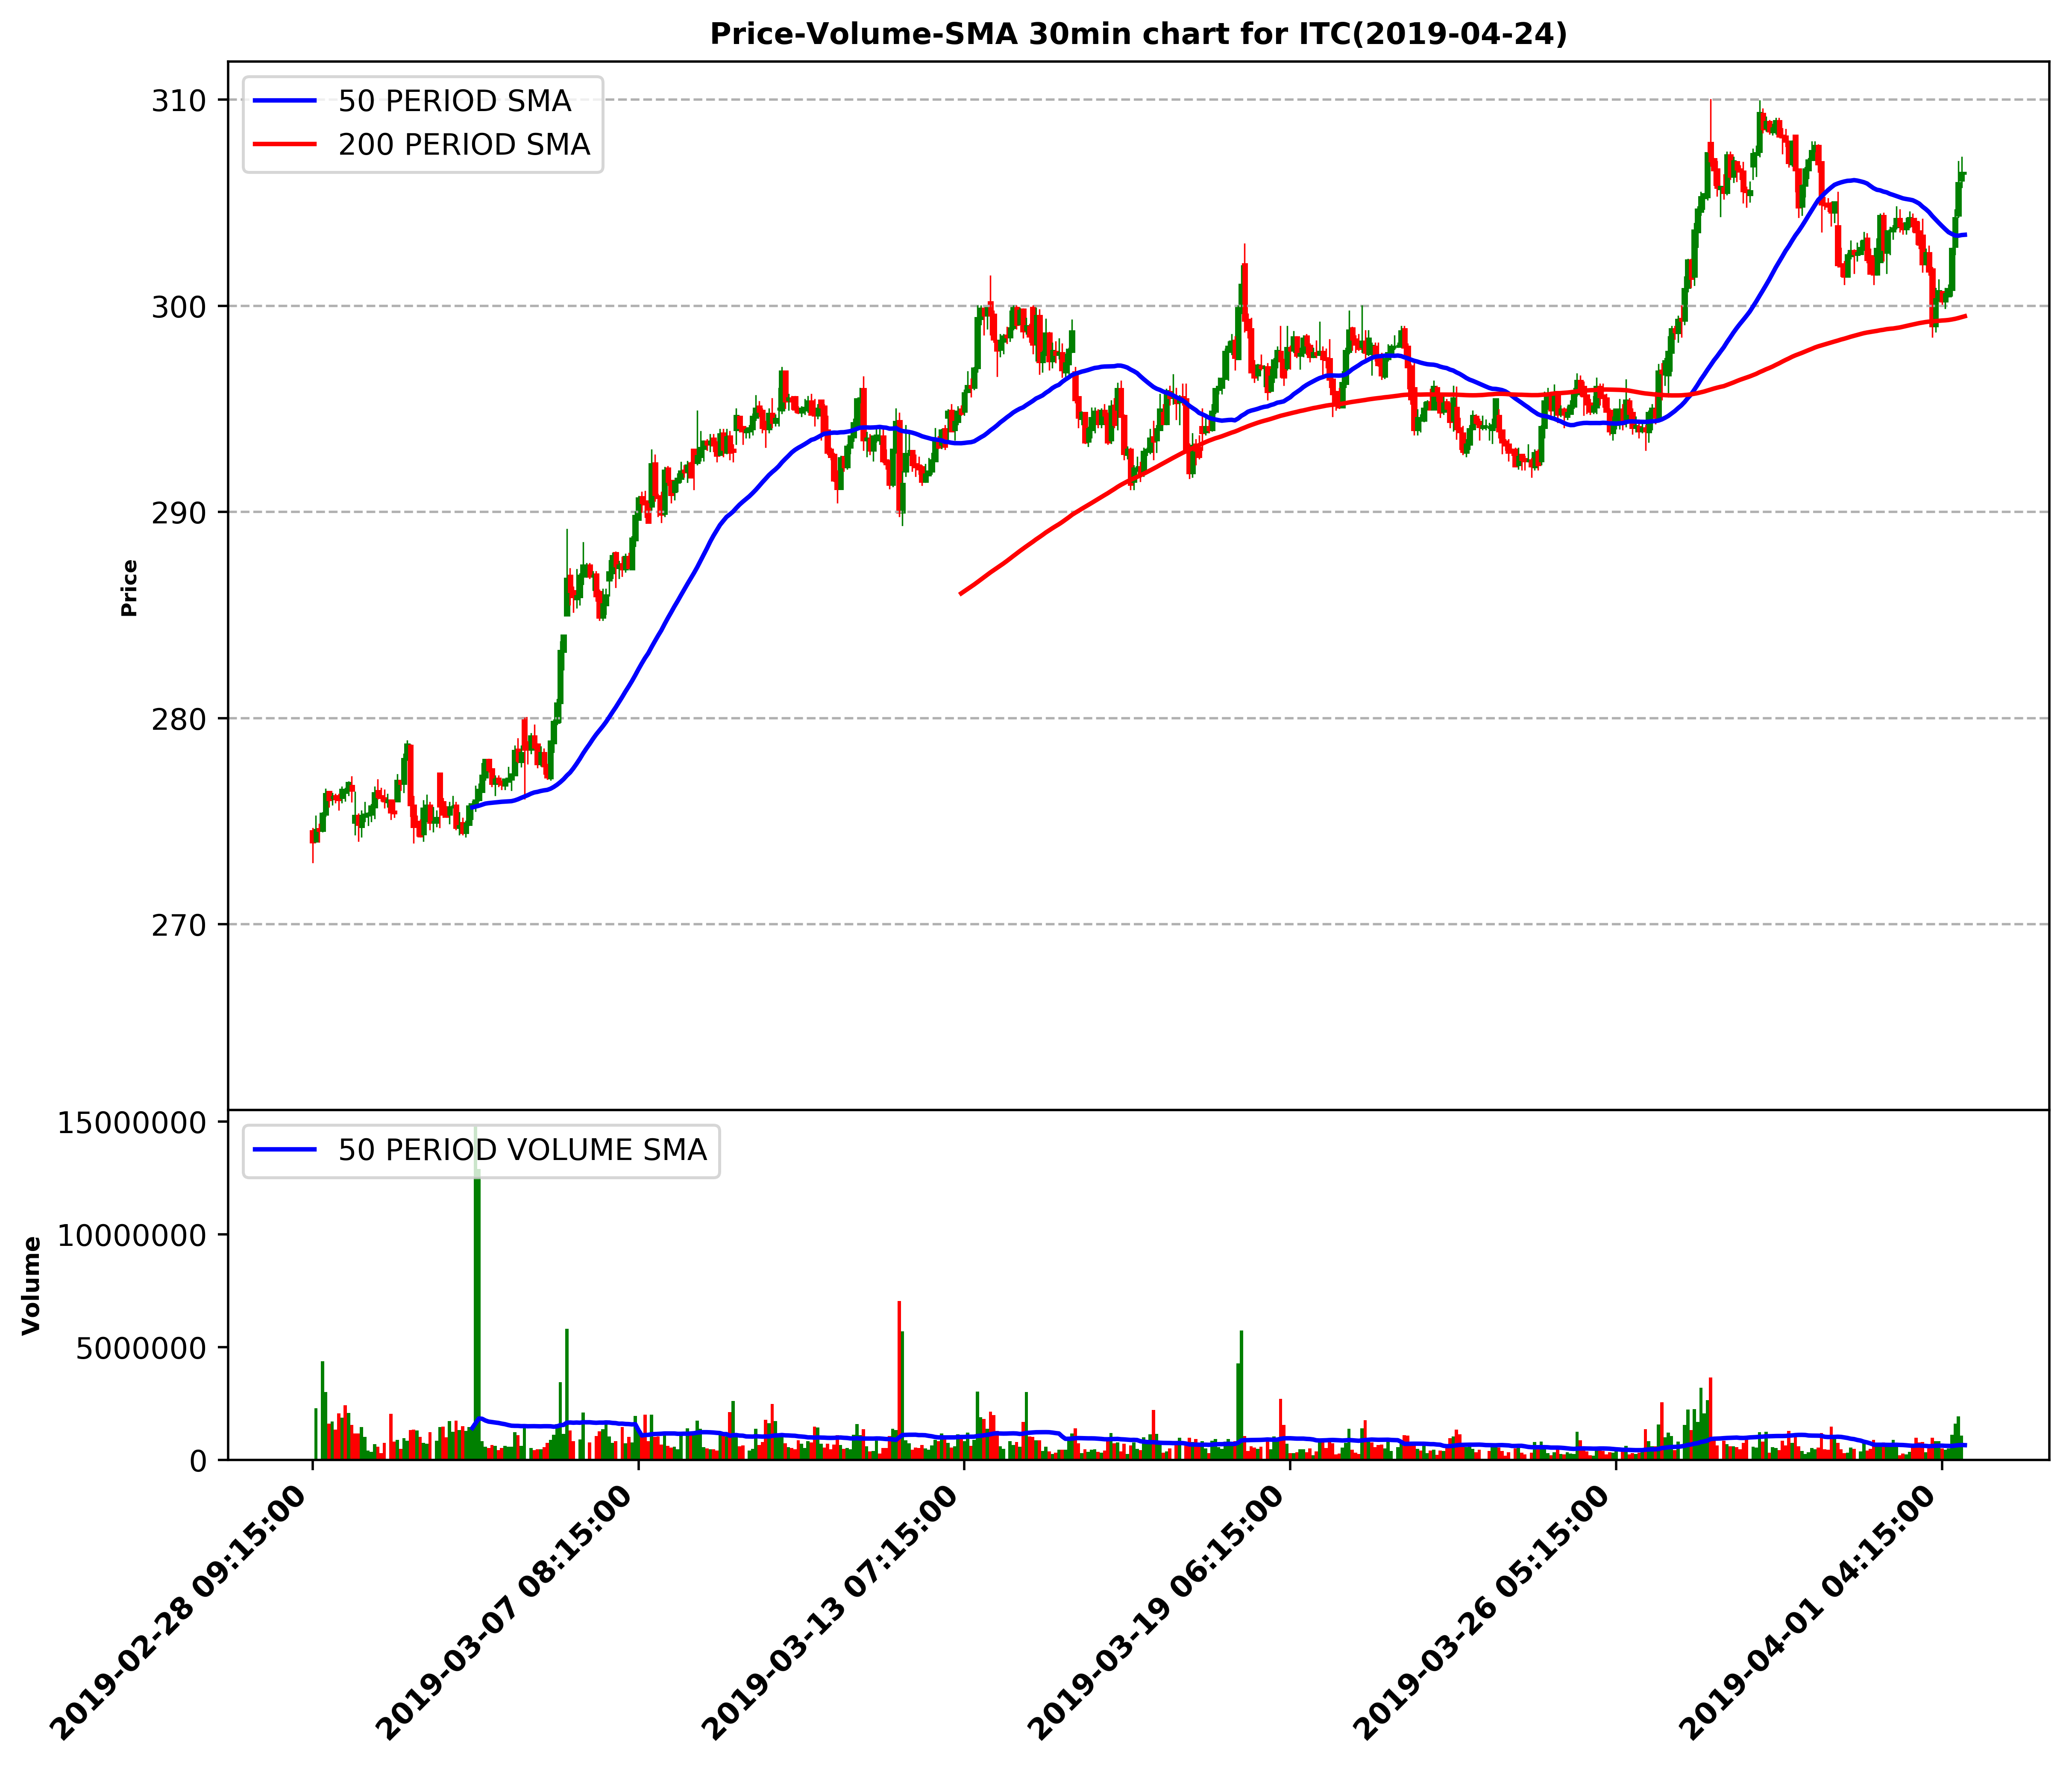 Price-Volume-SMA 30min chart for ITC(2019-04-24)
50 PERIOD SMA
200 PERIOD SMA
310
300
290
280
270
Price
50 PERIOD VOLUME SMA
15000000
10000000
5000000
0
Volume
2019-02-28 09:15:00
2019-03-07 08:15:00
2019-03-13 07:15:00
2019-03-19 06:15:00
2019-03-26 05:15:00
2019-04-01 04:15:00